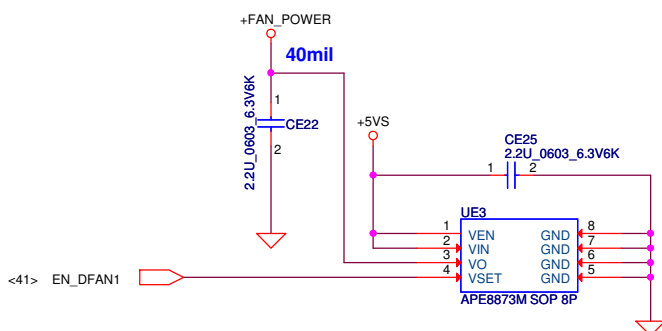 +FAN_POWER
40mil
1
CE22
2
2.2U_0603_6.3V6K
+5VS
CE25
2.2U_0603_6.3V6K
1 2
UE3
1 VEN GND 8
2 VIN GND 7
3 VO GND 6
4 VSET GND 5
APE8873M SOP 8P
<41> EN_DFAN1